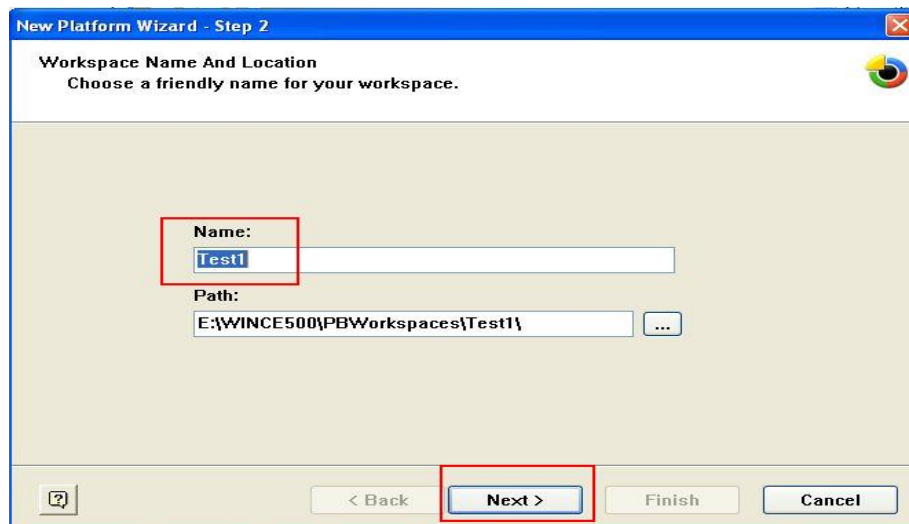 New Platform Wizard - Step 2
Workspace Name And Location
Choose a friendly name for your workspace.
Name:
Test1
Path:
E:\WINCE500\PBWorkspaces\Test1\
...
?
< Back
Next >
Finish
Cancel